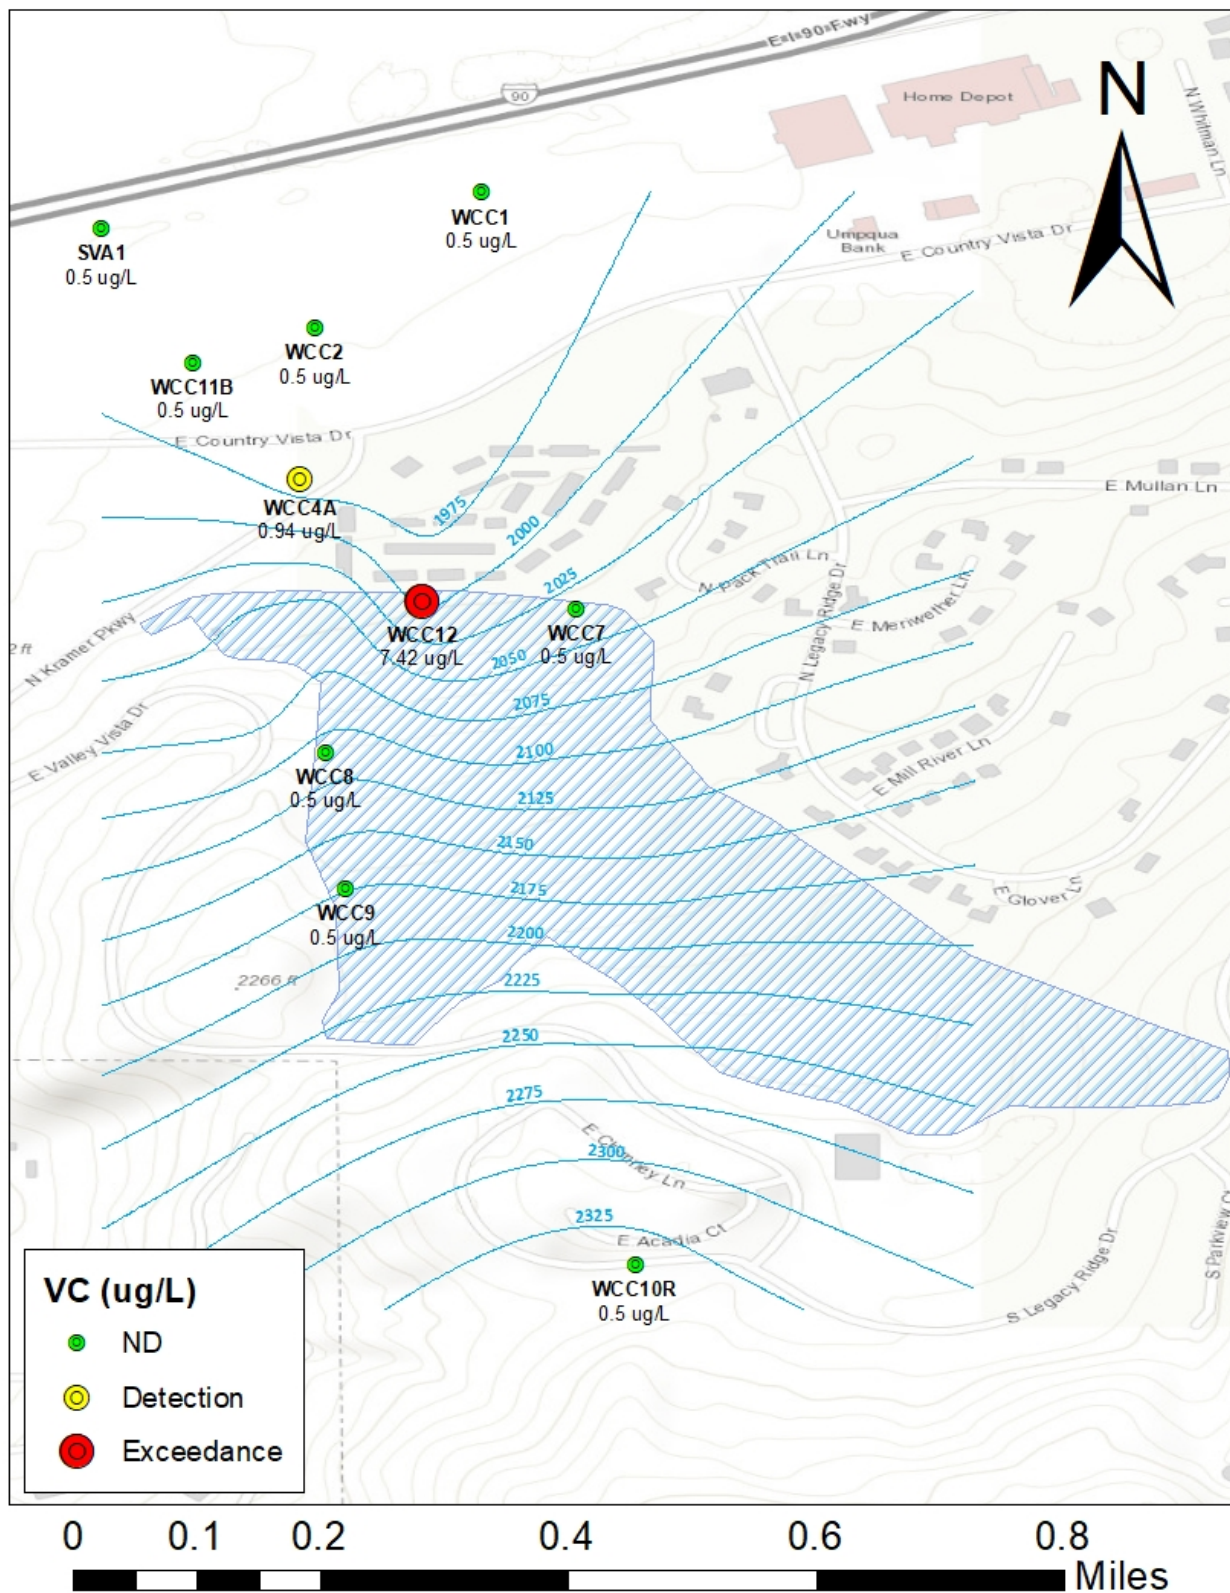 E I-90 Fwy
90
Home Depot
N
N Whitman Ln
WCC1
0.5 ug/L
SVA1
0.5 ug/L
Umpqua
Bank
E Country Vista Dr
WCC2
0.5 ug/L
WCC11B
0.5 ug/L
E Country Vista Dr
WCC4A
0.94 ug/L
1975
2000
2025
E Mullan Ln
N Pack Trail Ln
N Legacy Ridge Dr
E Meriwether Ln
WCC12
7.42 ug/L
WCC7
0.5 ug/L
2 ft
N Kramer Pkwy
2050
2075
E Valley Vista Dr
2100
WCC8
0.5 ug/L
E Mill River Ln
2125
2150
2175
WCC9
0.5 ug/L
E Glover Ln
2200
2266 ft
2225
2250
2275
E Chimney Ln
2300
2325
E Acadia Ct
WCC10R
0.5 ug/L
S Legacy Ridge Dr
S Parkview Ct
VC (ug/L)
ND
Detection
Exceedance
0 0.1 0.2 0.4 0.6 0.8
Miles